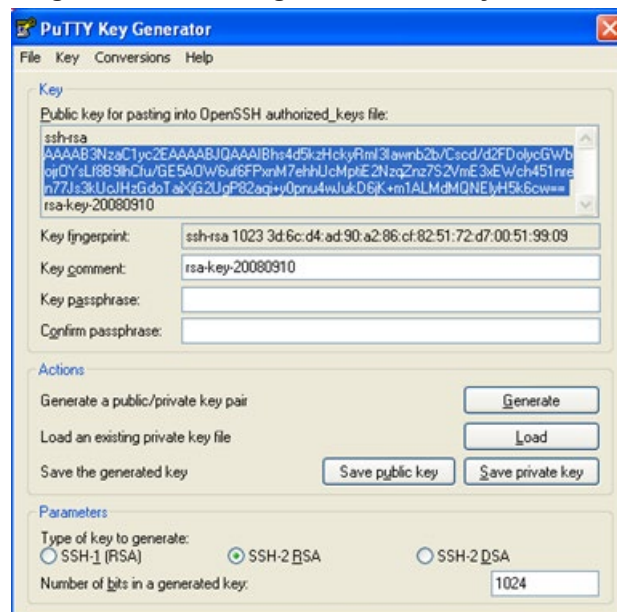 PuTTY Key Generator
File Key Conversions Help
Key
Public key for pasting into OpenSSH authorized_keys file:
ssh-rsa
rsa-key-20080910
Key fingerprint: ssh-rsa 1023 3d:6c:d4:ad:90:a2:86:cf:82:51:72:d7:00:51:99:09
Key comment: rsa-key-20080910
Key passphrase:
Confirm passphrase:
Actions
Generate a public/private key pair Generate
Load an existing private key file Load
Save the generated key Save public key Save private key
Parameters
Type of key to generate:
SSH-1 (RSA) SSH-2 RSA SSH-2 DSA
Number of bits in a generated key: 1024